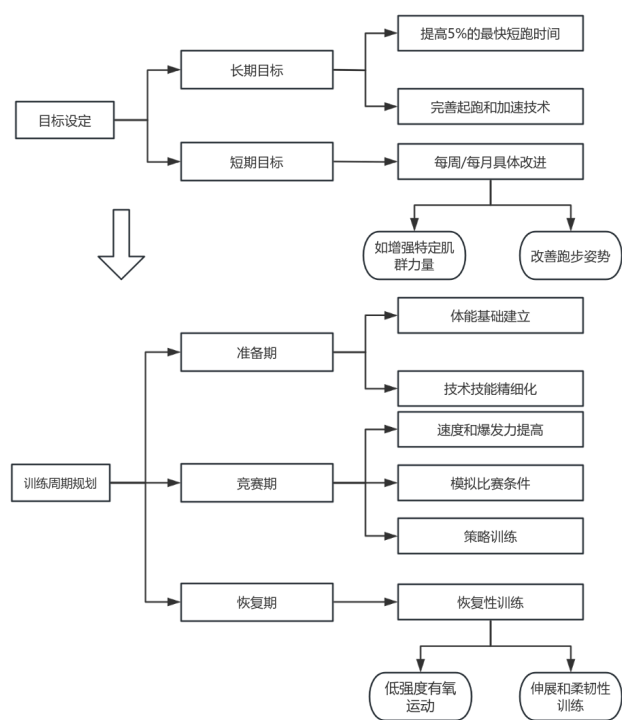 提高5%的最快短跑时间
长期目标
完善起跑和加速技术
目标设定
短期目标
每周/每月具体改进
如增强特定肌
群力量
改善跑步姿势
体能基础建立
准备期
技术技能精细化
速度和爆发力提高
训练周期规划
竞赛期
模拟比赛条件
策略训练
恢复期
恢复性训练
低强度有氧
运动
伸展和柔韧性
训练